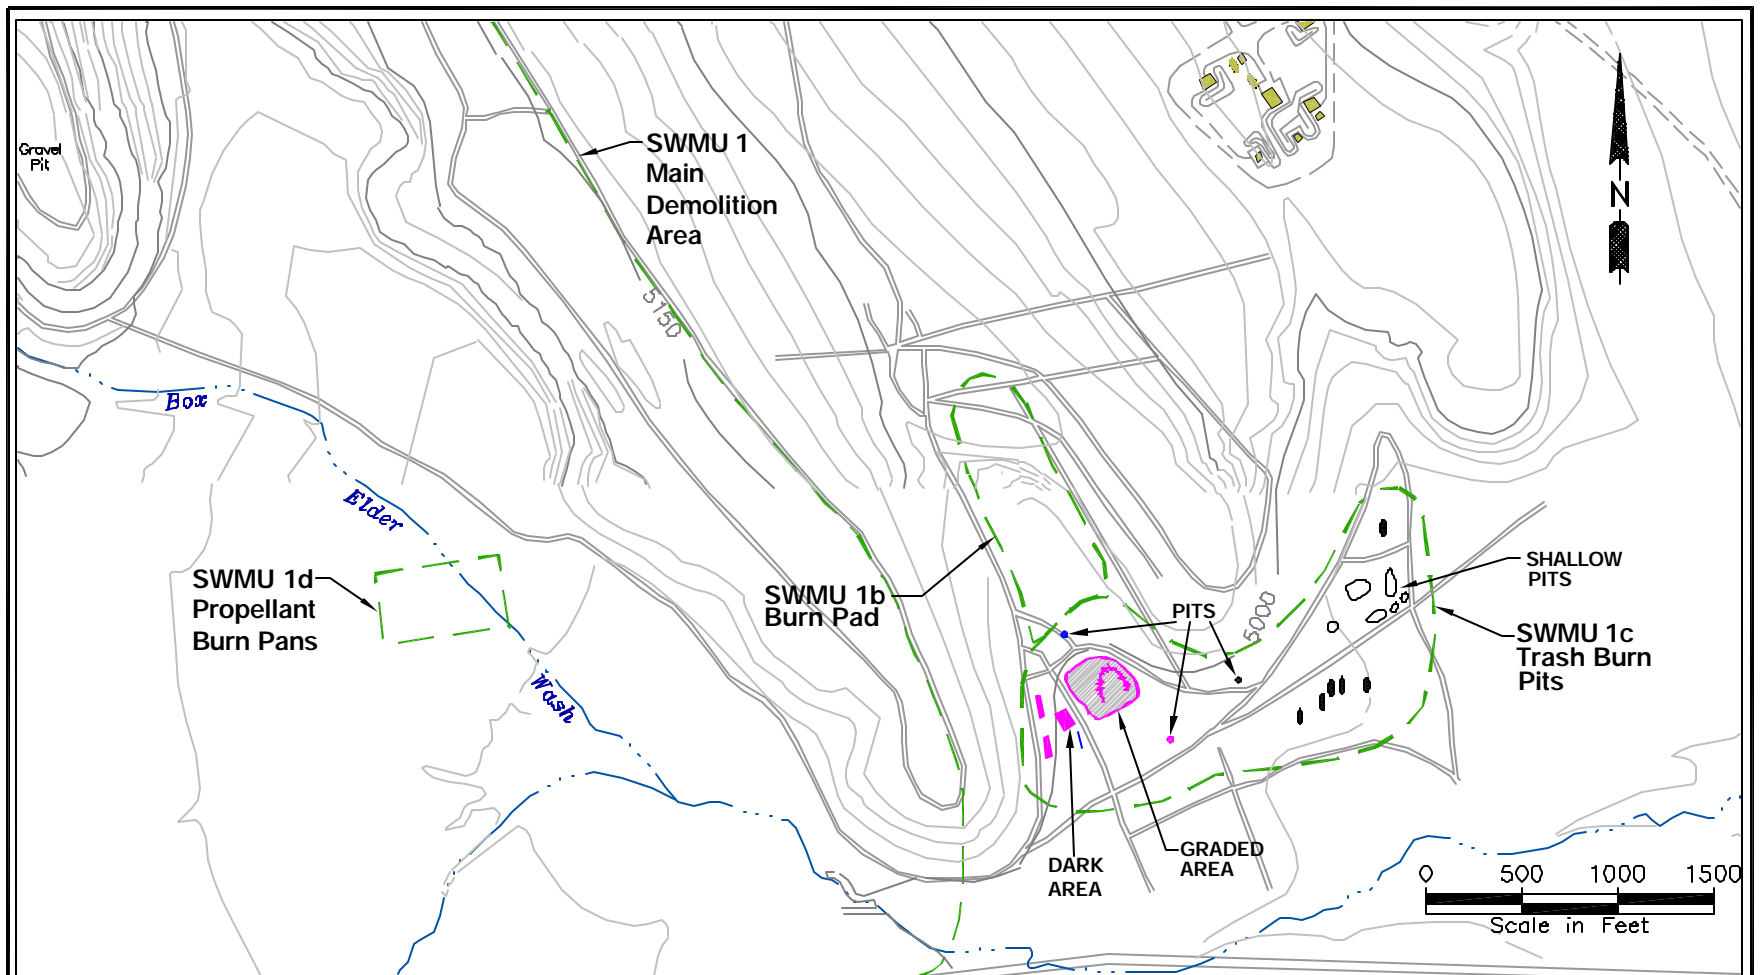 Gravel
Pit
SWMU 1
Main
Demolition
Area
N
5150
Box
Elder
Wash
SWMU 1d
Propellant
Burn Pans
SWMU 1b
Burn Pad
PITS
5000
SHALLOW
PITS
SWMU 1c
Trash Burn
Pits
DARK
AREA
GRADED
AREA
0 500 1000 1500
Scale in Feet